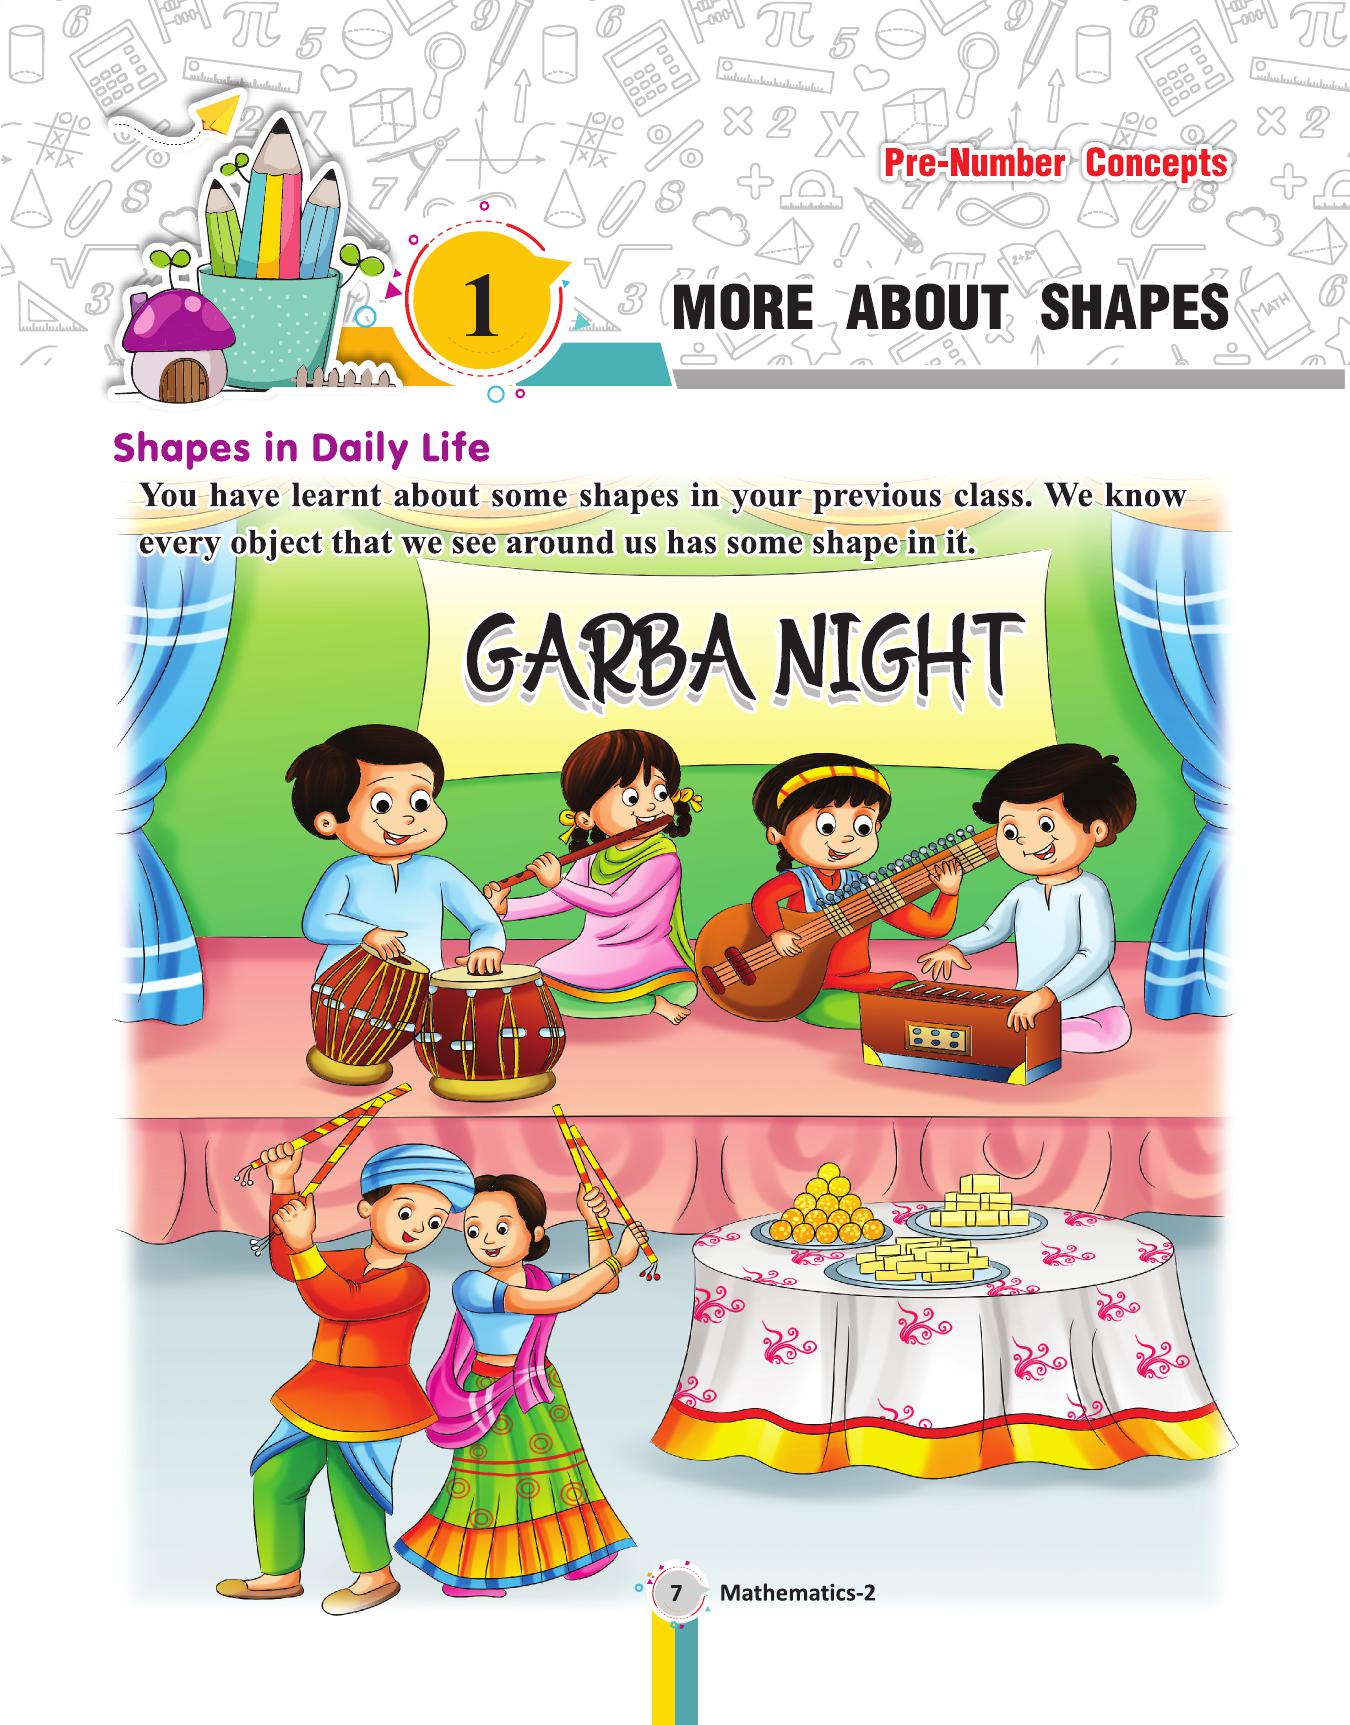 Pre-Number Concepts
1
MORE ABOUT SHAPES
Shapes in Daily Life
You have learnt about some shapes in your previous class. We know
every object that we see around us has some shape in it.
GARBA NIGHT
7 Mathematics-2